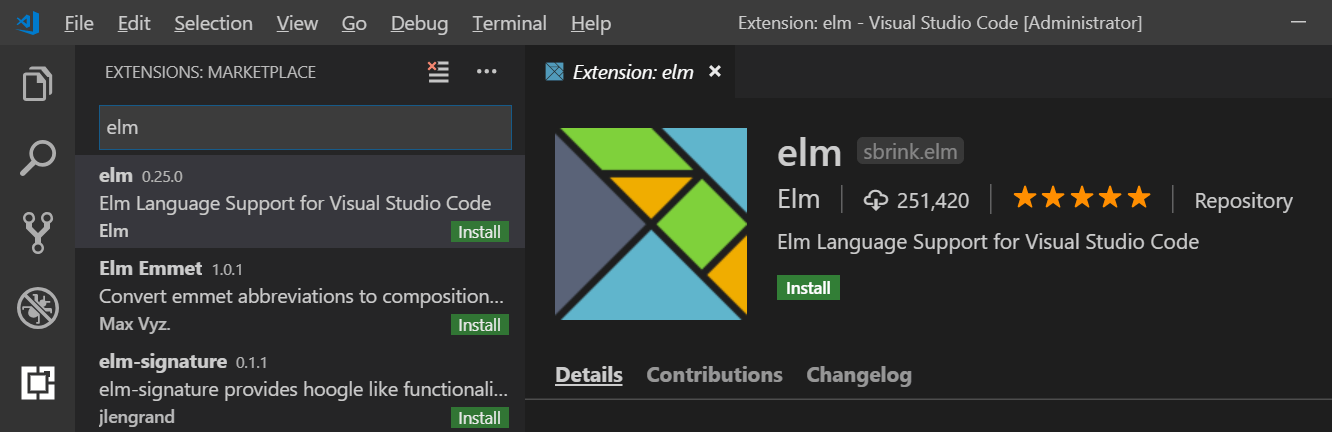 File Edit Selection View Go Debug Terminal Help Extension: elm - Visual Studio Code [Administrator]
EXTENSIONS: MARKETPLACE
elm
elm 0.25.0
Elm Language Support for Visual Studio Code
Elm Install
Elm Emmet 1.0.1
Convert emmet abbreviations to composition...
Max Vyz. Install
elm-signature 0.1.1
elm-signature provides hoogle like functionali...
jlengrand Install
Extension: elm
elm sbrink.elm
Elm 251,420 Repository
Elm Language Support for Visual Studio Code
Install
Details Contributions Changelog